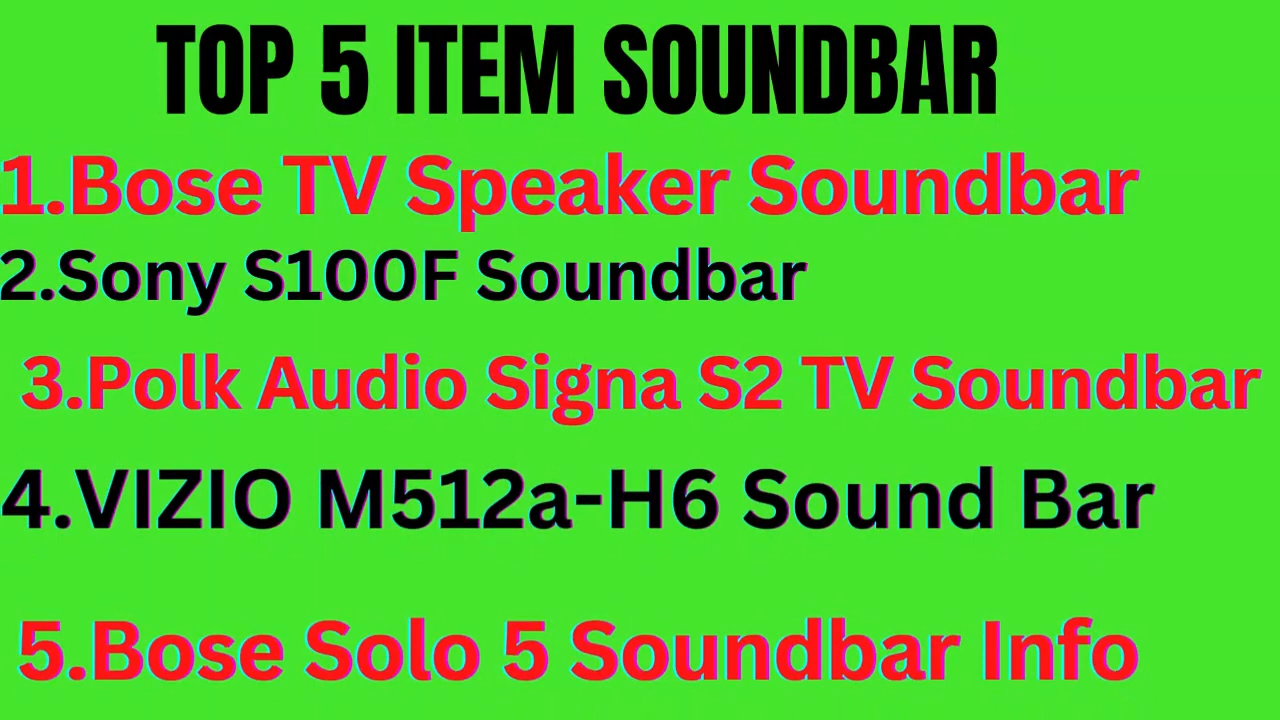 TOP 5 ITEM SOUNDBAR
1.Bose TV Speaker Soundbar
2.Sony S100F Soundbar
3.Polk Audio Signa S2 TV Soundbar
4.VIZIO M512a-H6 Sound Bar
5.Bose Solo 5 Soundbar Info